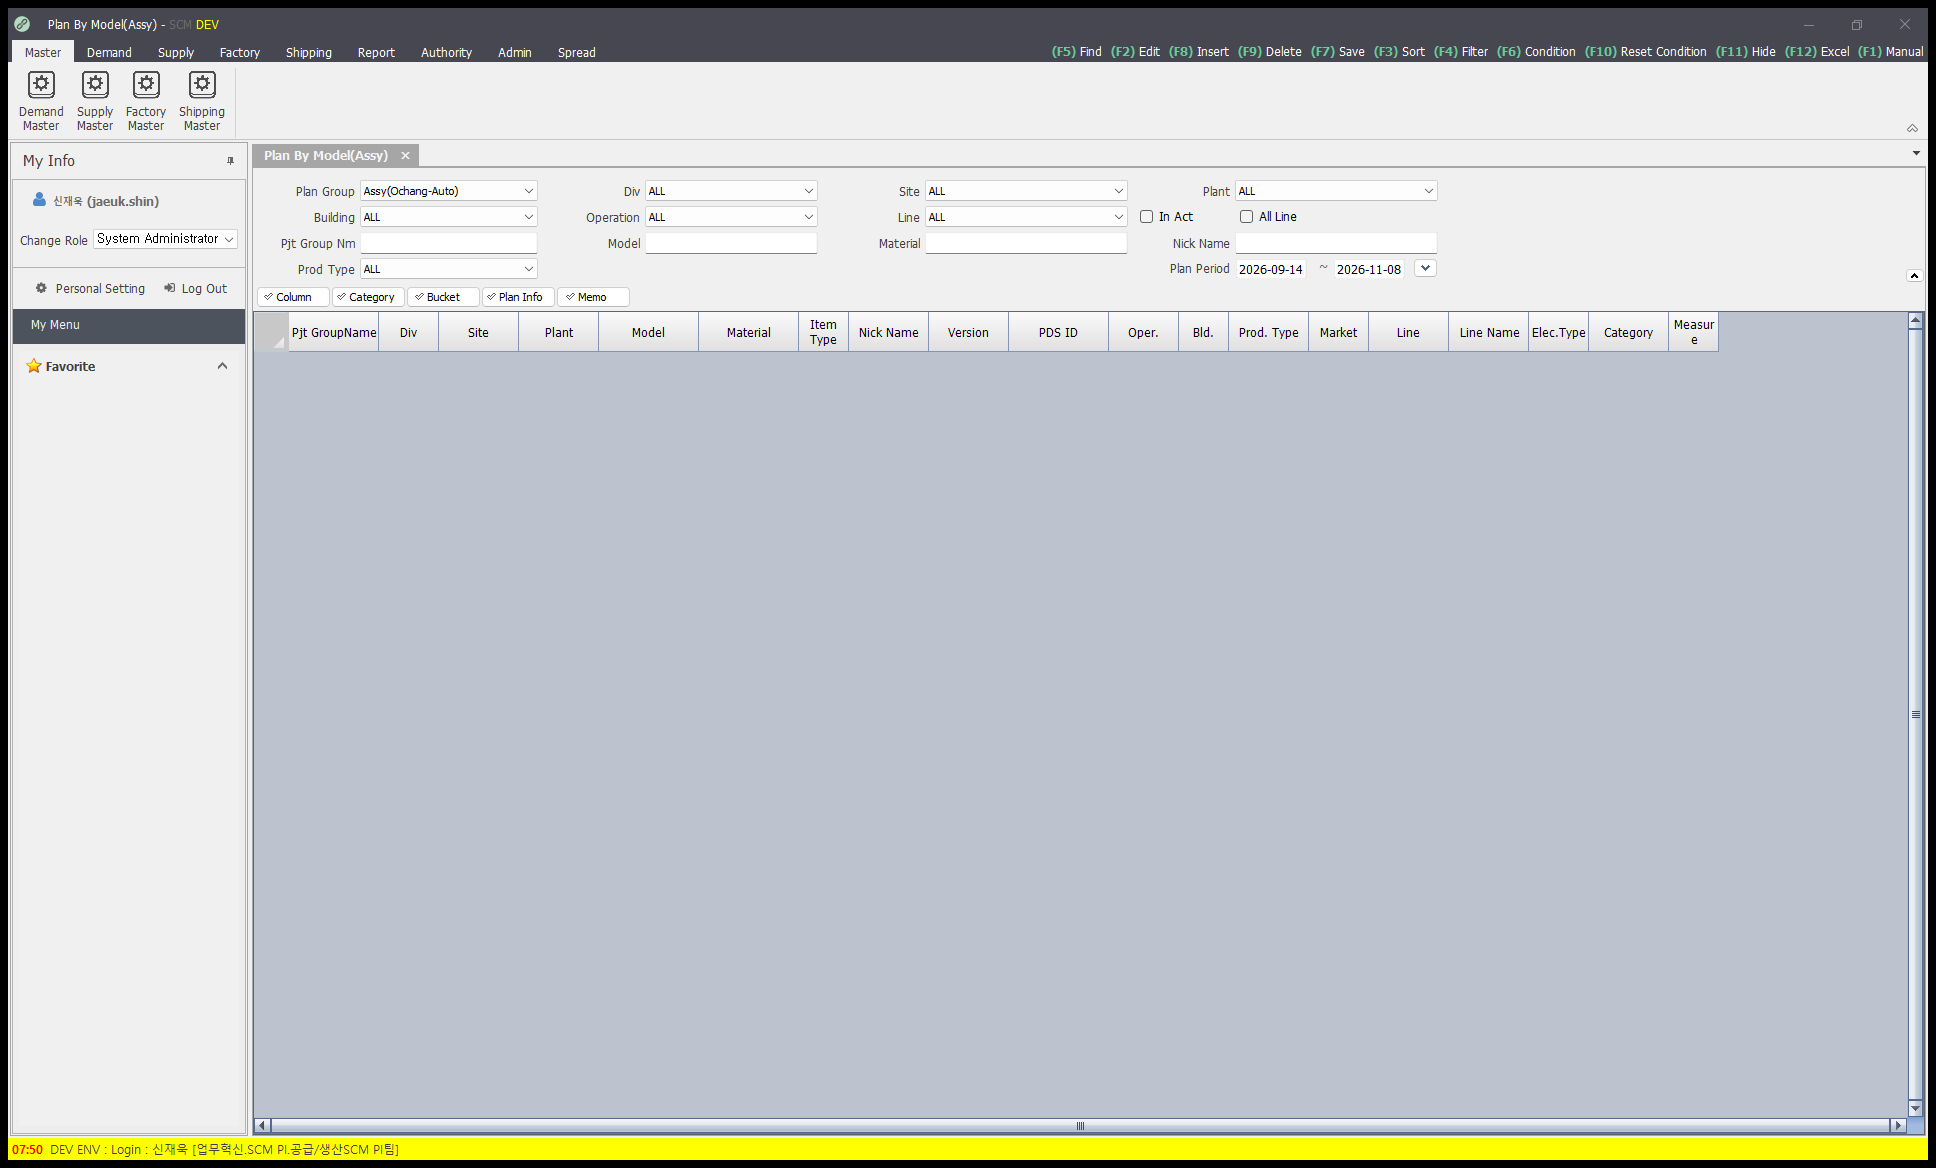 Plan By Model(Assy) - SCM DEV
Master Demand Supply Factory Shipping Report Authority Admin Spread (F5) Find (F2) Edit (F8) Insert (F9) Delete (F7) Save (F3) Sort (F4) Filter (F6) Condition (F10) Reset Condition (F11) Hide (F12) Excel (F1) Manual
Demand Master Supply Master Factory Master Shipping Master
My Info
Plan By Model(Assy)
신재욱 (jaeuk.shin)
Change Role System Administrator
Personal Setting Log Out
My Menu
Favorite
Plan Group Assy(Ochang-Auto) Div ALL Site ALL Plant ALL
Building ALL Operation ALL Line ALL In Act All Line
Pjt Group Nm Model Material Nick Name
Prod Type ALL Plan Period 2026-09-14 ~ 2026-11-08
Column Category Bucket Plan Info Memo
Pjt GroupName Div Site Plant Model Material Item Type Nick Name Version PDS ID Oper. Bld. Prod. Type Market Line Line Name Elec.Type Category Measure
07:50 DEV ENV : Login : 신재욱 [업무혁신.SCM PI.공급/생산SCM PI팀]